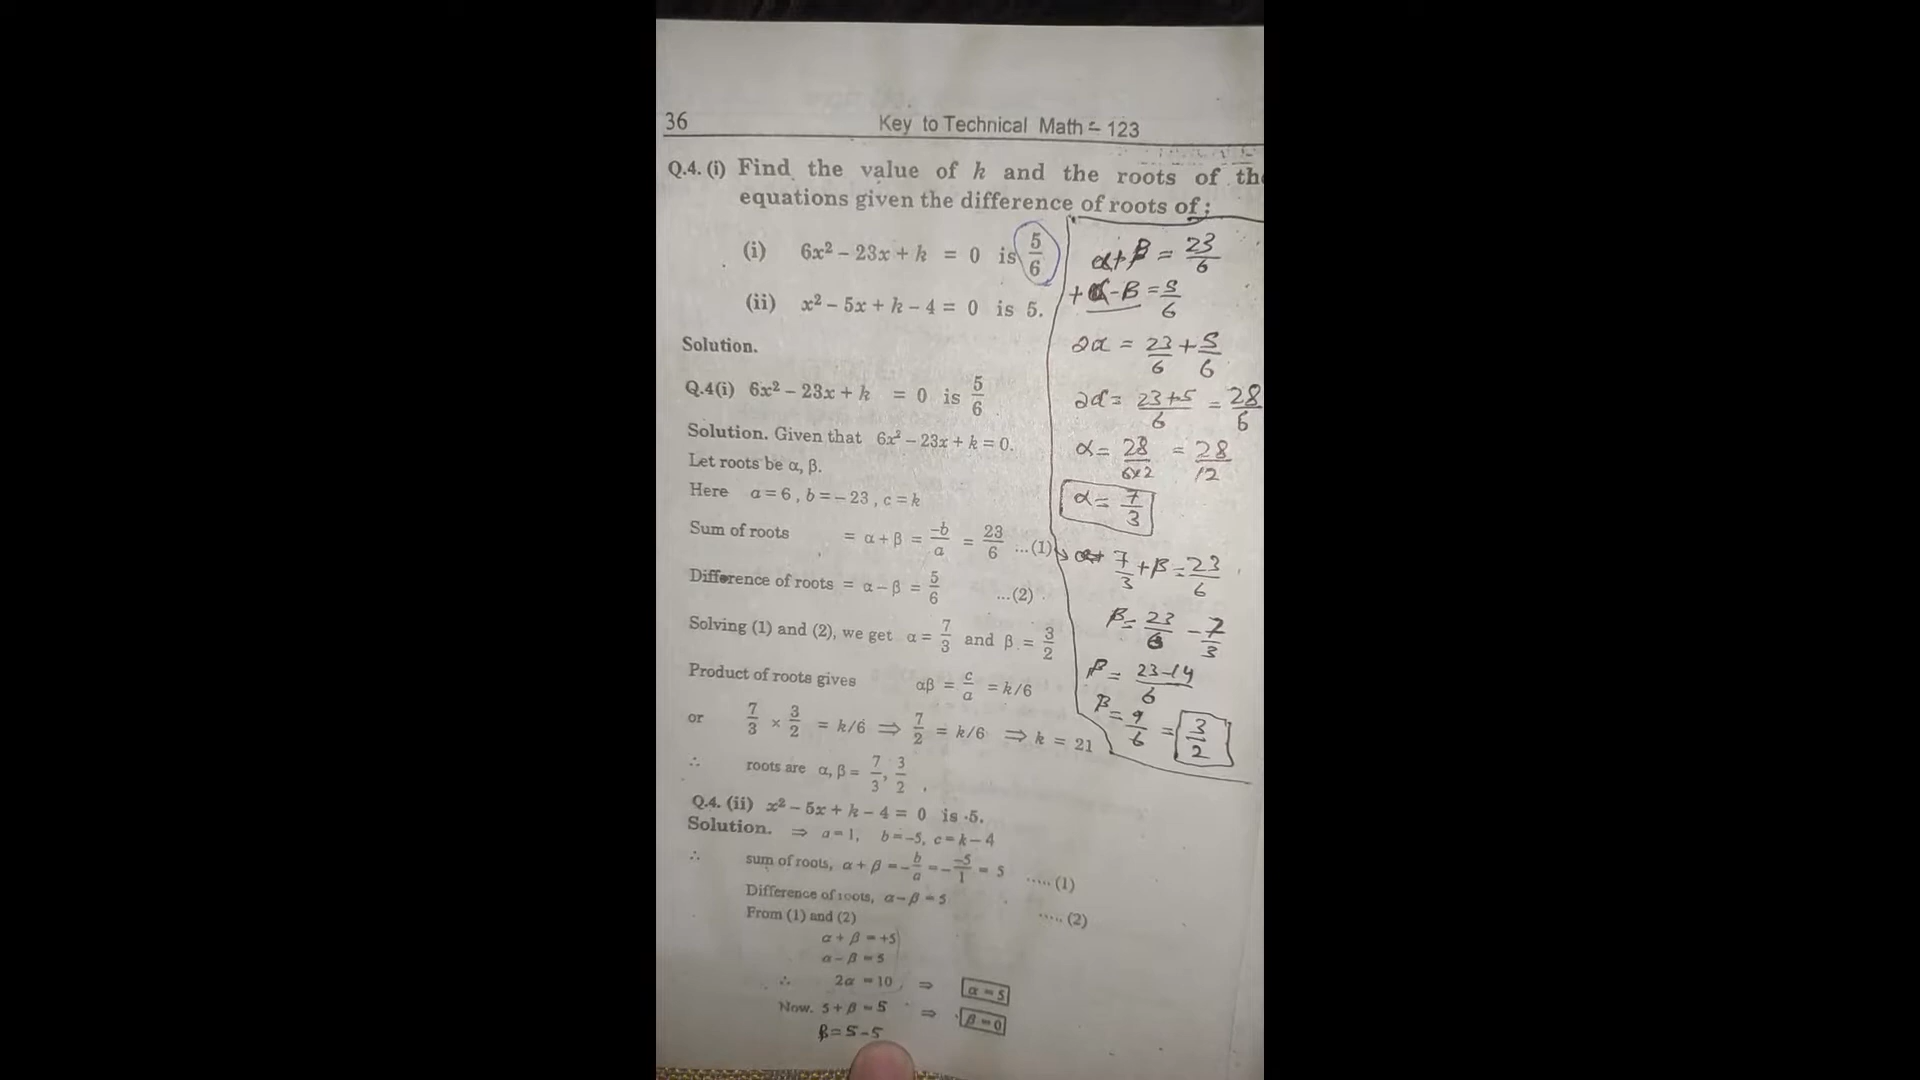 36
Key to Technical Math - 123
Q.4. (i) Find the value of k and the roots of the
equations given the difference of roots of ;
(i) 6x² – 23x + k = 0 is 5/6
(ii) x² – 5x + k – 4 = 0 is 5.
Solution.
Q.4(i) 6x² – 23x + k = 0 is 5/6
Solution. Given that 6x² – 23x + k = 0.
Let roots be α, β.
Here a = 6 , b = – 23 , c = k
Sum of roots = α + β = -b/a = 23/6 ...(1)
Difference of roots = α – β = 5/6 ...(2)
Solving (1) and (2), we get α = 7/3 and β = 3/2
Product of roots gives αβ = c/a = k/6
or 7/3 × 3/2 = k/6 ⟹ 7/2 = k/6 ⟹ k = 21
∴ roots are α, β = 7/3, 3/2 .
Q.4. (ii) x² – 5x + k – 4 = 0 is 5.
Solution. ⇒ a = 1, b = –5, c = k – 4
∴ sum of roots, α + β = –b/a = –-5/1 = 5 ..... (1)
Difference of roots, α – β = 5 ..... (2)
From (1) and (2)
α + β = +5
α – β = 5
∴ 2α = 10 ⇒ α = 5
Now. 5 + β = 5 ⇒ β = 0
β = 5 - 5
α + β = 23/6
+ α - β = 5/6
2α = 23/6 + 5/6
2α = 23+5/6 = 28/6
α = 28/6×2 = 28/12
α = 7/3
7/3 + β = 23/6
β = 23/6 - 7/3
β = 23-14/6
β = 9/6 = 3/2